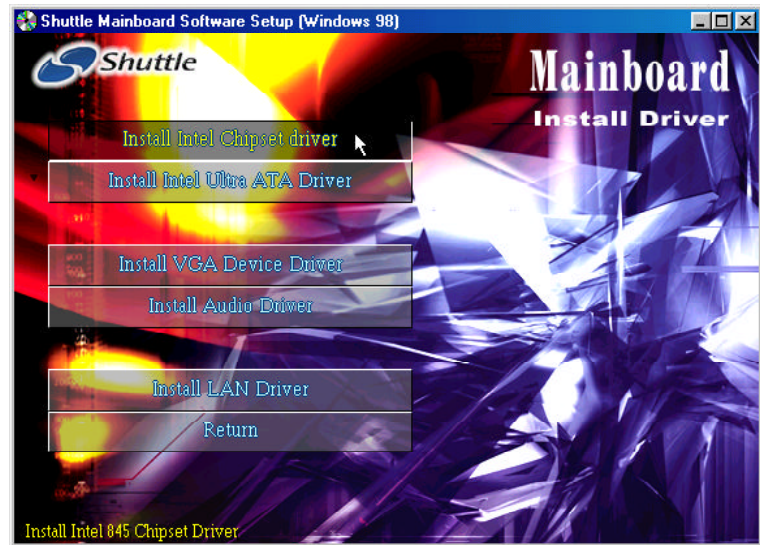 Shuttle Mainboard Software Setup (Windows 98)
Shuttle
Mainboard
Install Driver
Install Intel Chipset driver
Install Intel Ultra ATA Driver
Install VGA Device Driver
Install Audio Driver
Install LAN Driver
Return
Install Intel 845 Chipset Driver